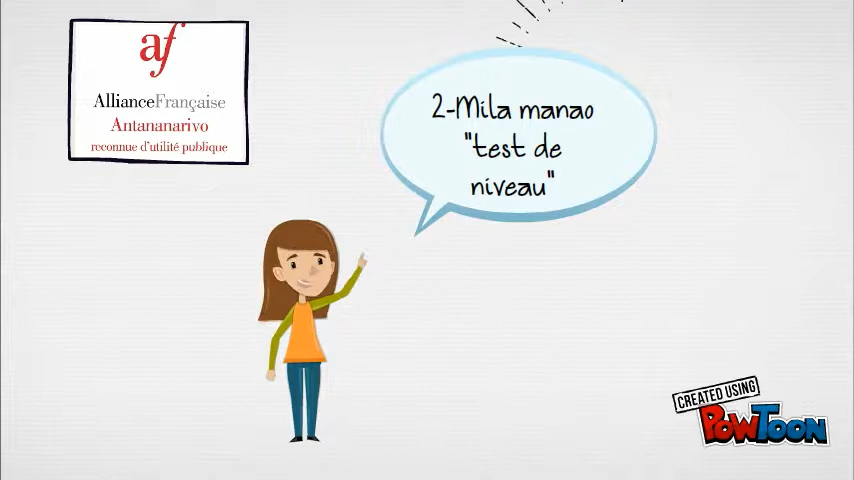 af
AllianceFrançaise
Antananarivo
reconnue d'utilité publique
2-Mila manao
"test de
niveau"
CREATED USING
POWTOON